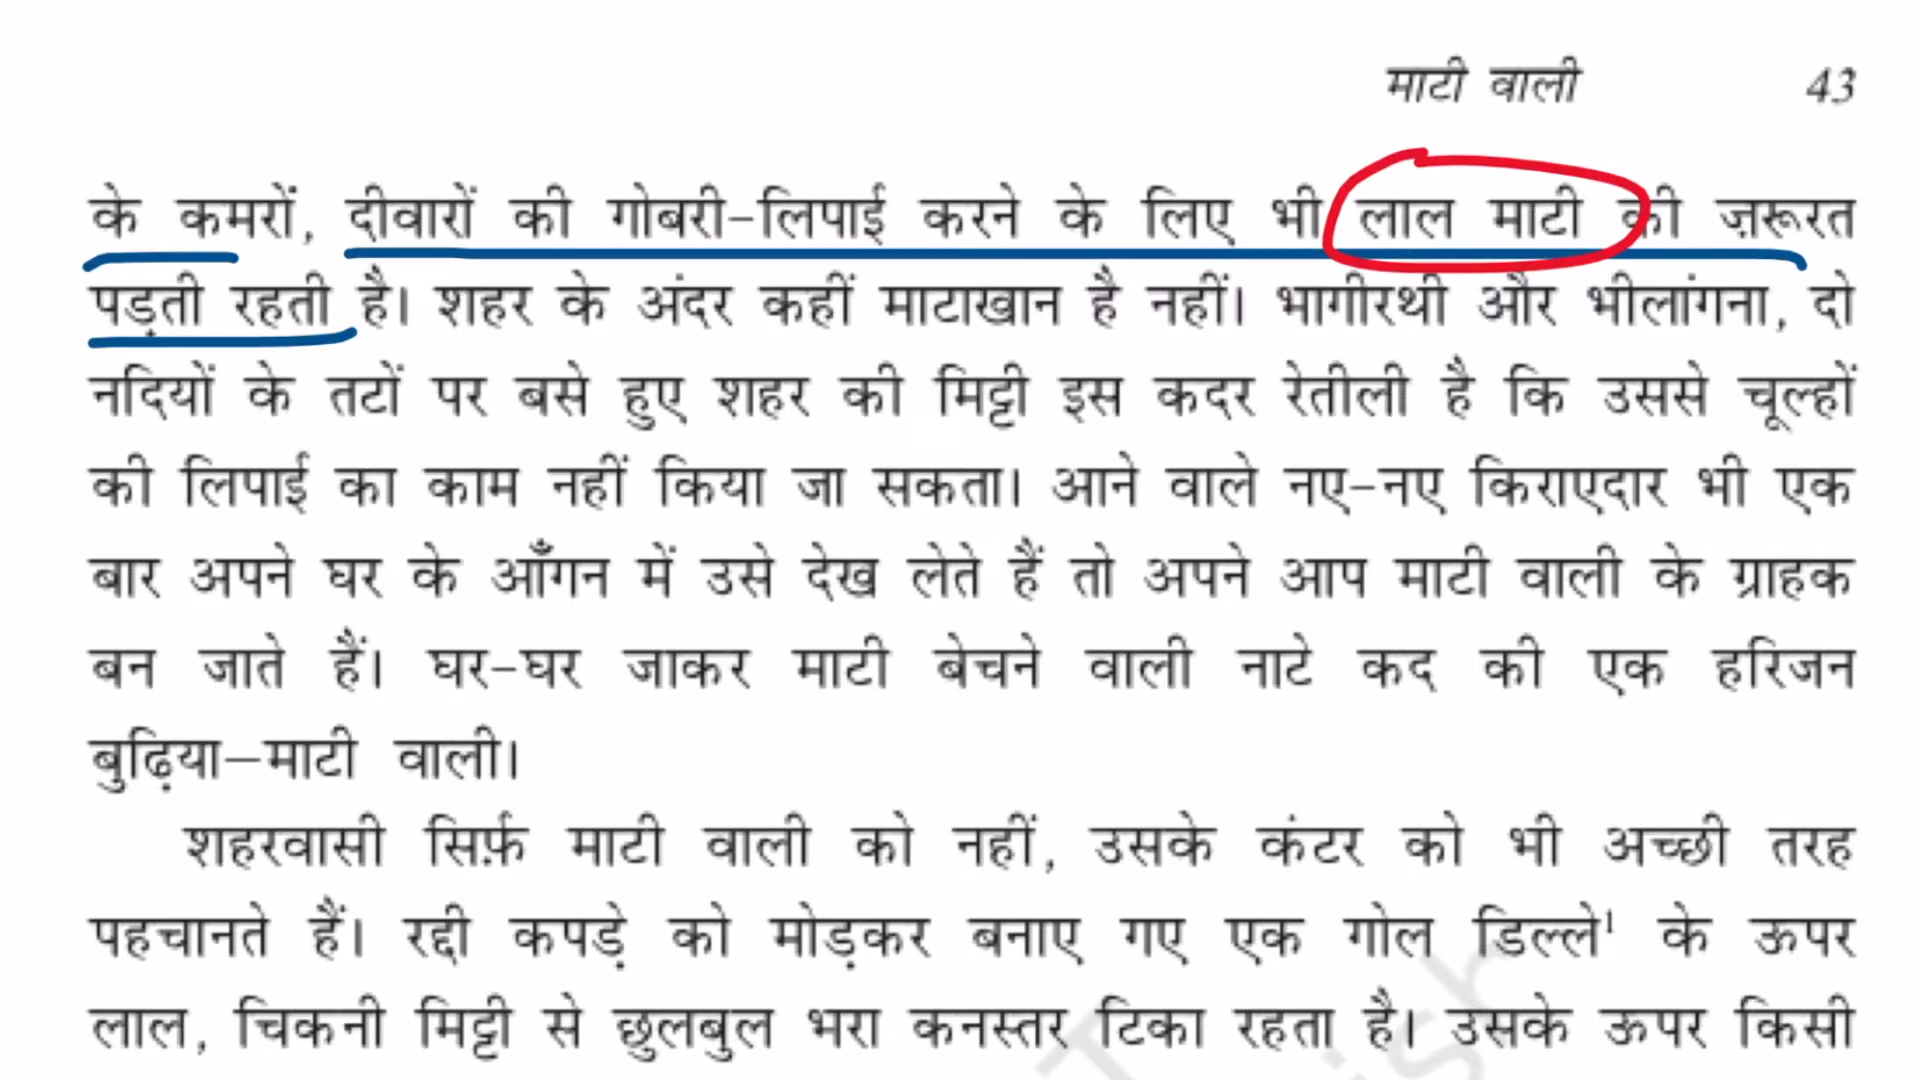 माटी वाली 43
के कमरों, दीवारों की गोबरी-लिपाई करने के लिए भी लाल माटी की ज़रूरत
पड़ती रहती है। शहर के अंदर कहीं माटाखान है नहीं। भागीरथी और भीलांगना, दो
नदियों के तटों पर बसे हुए शहर की मिट्टी इस कदर रेतीली है कि उससे चूल्हों
की लिपाई का काम नहीं किया जा सकता। आने वाले नए-नए किराएदार भी एक
बार अपने घर के आँगन में उसे देख लेते हैं तो अपने आप माटी वाली के ग्राहक
बन जाते हैं। घर-घर जाकर माटी बेचने वाली नाटे कद की एक हरिजन
बुढ़िया–माटी वाली।
शहरवासी सिर्फ़ माटी वाली को नहीं, उसके कंटर को भी अच्छी तरह
पहचानते हैं। रद्दी कपड़े को मोड़कर बनाए गए एक गोल डिल्ले¹ के ऊपर
लाल, चिकनी मिट्टी से छुलबुल भरा कनस्तर टिका रहता है। उसके ऊपर किसी